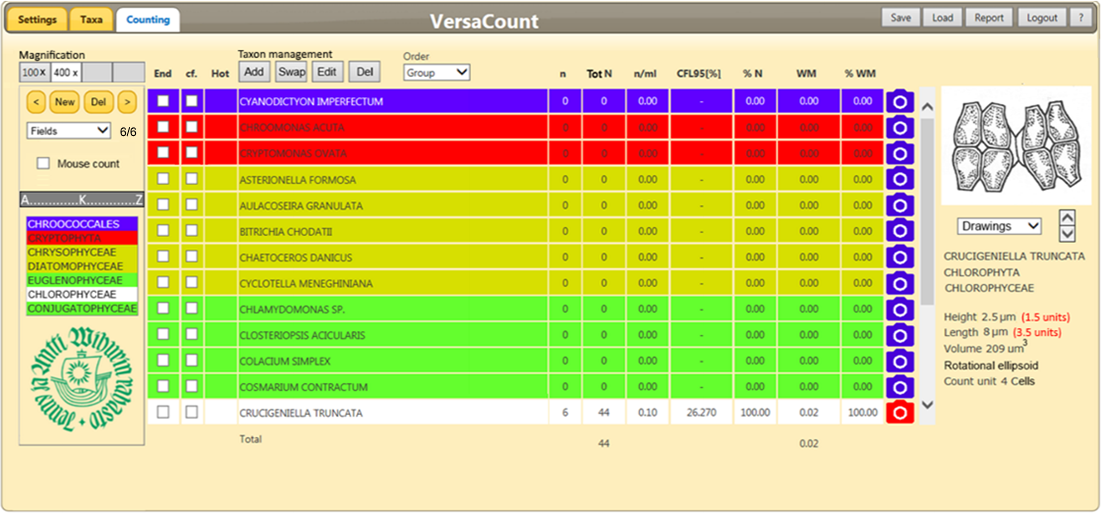 Settings Taxa Counting VersaCount Save Load Report Logout ?
Magnification
100 x 400 x
End cf. Hot
Taxon management
Add Swap Edit Del
Order
Group
n Tot N n/ml CFL95[%] % N WM % WM
< New Del >
Fields 6/6
Mouse count
A............K............Z
CHROOCOCCALES
CRYPTOPHYTA
CHRYSOPHYCEAE
DIATOMOPHYCEAE
EUGLENOPHYCEAE
CHLOROPHYCEAE
CONJUGATOPHYCEAE
CYANODICTYON IMPERFECTUM 0 0 0.00 - 0.00 0.00 0.00
CHROOMONAS ACUTA 0 0 0.00 - 0.00 0.00 0.00
CRYPTOMONAS OVATA 0 0 0.00 - 0.00 0.00 0.00
ASTERIONELLA FORMOSA 0 0 0.00 - 0.00 0.00 0.00
AULACOSEIRA GRANULATA 0 0 0.00 - 0.00 0.00 0.00
BITRICHIA CHODATII 0 0 0.00 - 0.00 0.00 0.00
CHAETOCEROS DANICUS 0 0 0.00 - 0.00 0.00 0.00
CYCLOTELLA MENEGHINIANA 0 0 0.00 - 0.00 0.00 0.00
CHLAMYDOMONAS SP. 0 0 0.00 - 0.00 0.00 0.00
CLOSTERIOPSIS ACICULARIS 0 0 0.00 - 0.00 0.00 0.00
COLACIUM SIMPLEX 0 0 0.00 - 0.00 0.00 0.00
COSMARIUM CONTRACTUM 0 0 0.00 - 0.00 0.00 0.00
CRUCIGENIELLA TRUNCATA 6 44 0.10 26.270 100.00 0.02 100.00
Total 44 0.02
Jenny ja Antti Wihurin rahasto
Drawings
CRUCIGENIELLA TRUNCATA
CHLOROPHYTA
CHLOROPHYCEAE
Height 2.5 µm (1.5 units)
Length 8 µm (3.5 units)
Volume 209 um³
Rotational ellipsoid
Count unit 4 Cells